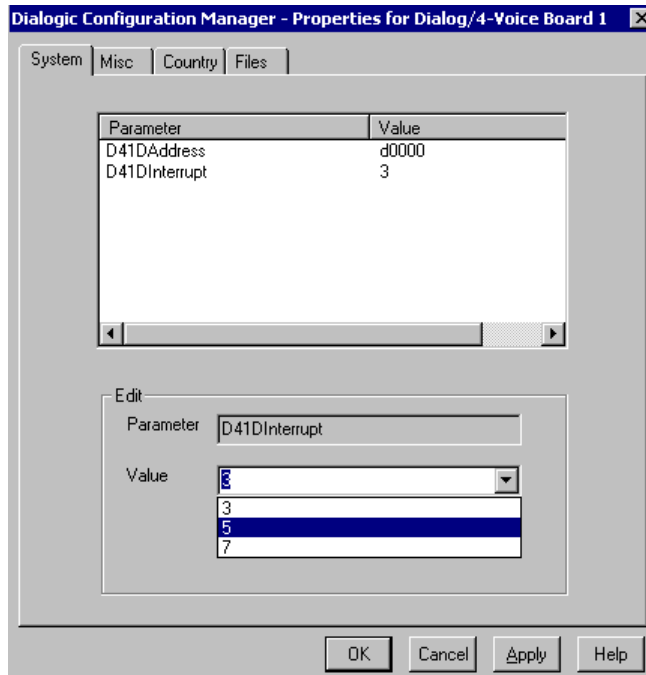 Dialogic Configuration Manager - Properties for Dialog/4-Voice Board 1
System Misc Country Files
Parameter Value
D41DAddress d0000
D41DInterrupt 3
Edit
Parameter D41DInterrupt
Value 3
3
5
7
OK Cancel Apply Help